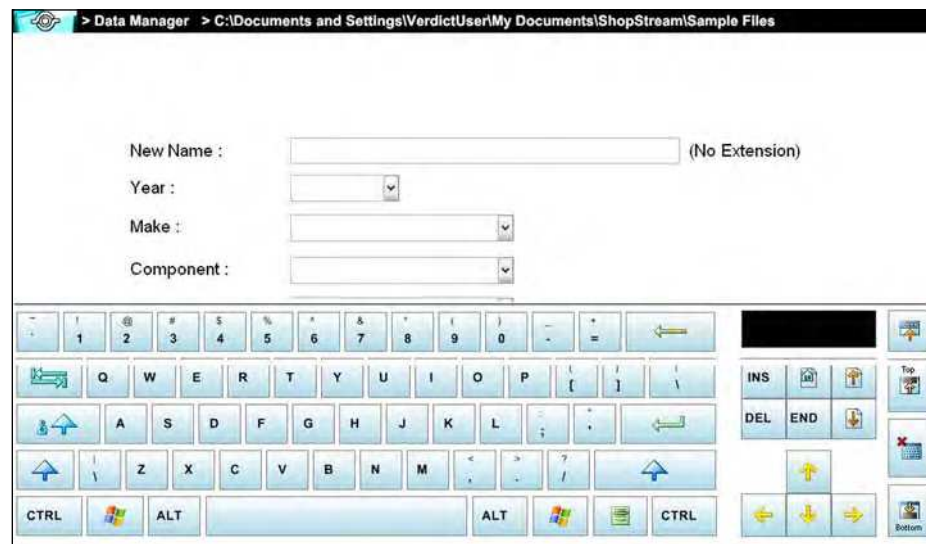 > Data Manager > C:\Documents and Settings\VerdictUser\My Documents\ShopStream\Sample Files
New Name : (No Extension)
Year :
Make :
Component :
~ ! @ # $ % ^ & * ( ) _ +
` 1 2 3 4 5 6 7 8 9 0 - =
Q W E R T Y U I O P [ ] \ INS Top
A S D F G H J K L ; ' DEL END
\ Z X C V B N M , . /
< > ?
CTRL ALT ALT CTRL Bottom